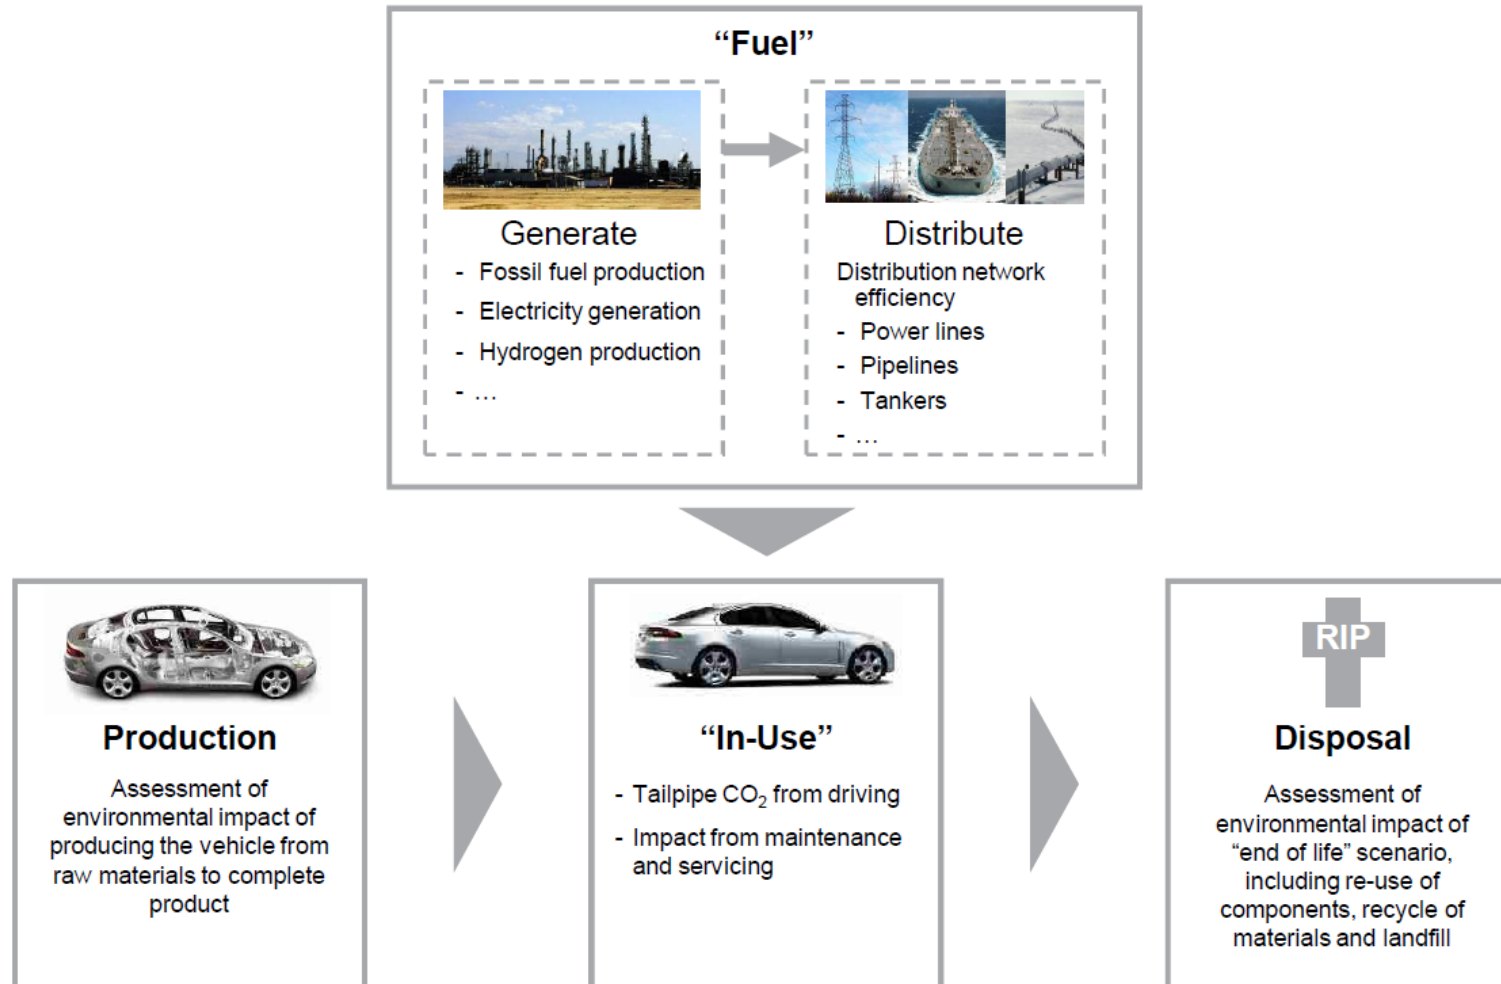 “Fuel”
Generate
- Fossil fuel production
- Electricity generation
- Hydrogen production
- …
Distribute
Distribution network
efficiency
- Power lines
- Pipelines
- Tankers
- …
Production
Assessment of
environmental impact of
producing the vehicle from
raw materials to complete
product
“In-Use”
- Tailpipe CO₂ from driving
- Impact from maintenance
and servicing
RIP
Disposal
Assessment of
environmental impact of
“end of life” scenario,
including re-use of
components, recycle of
materials and landfill